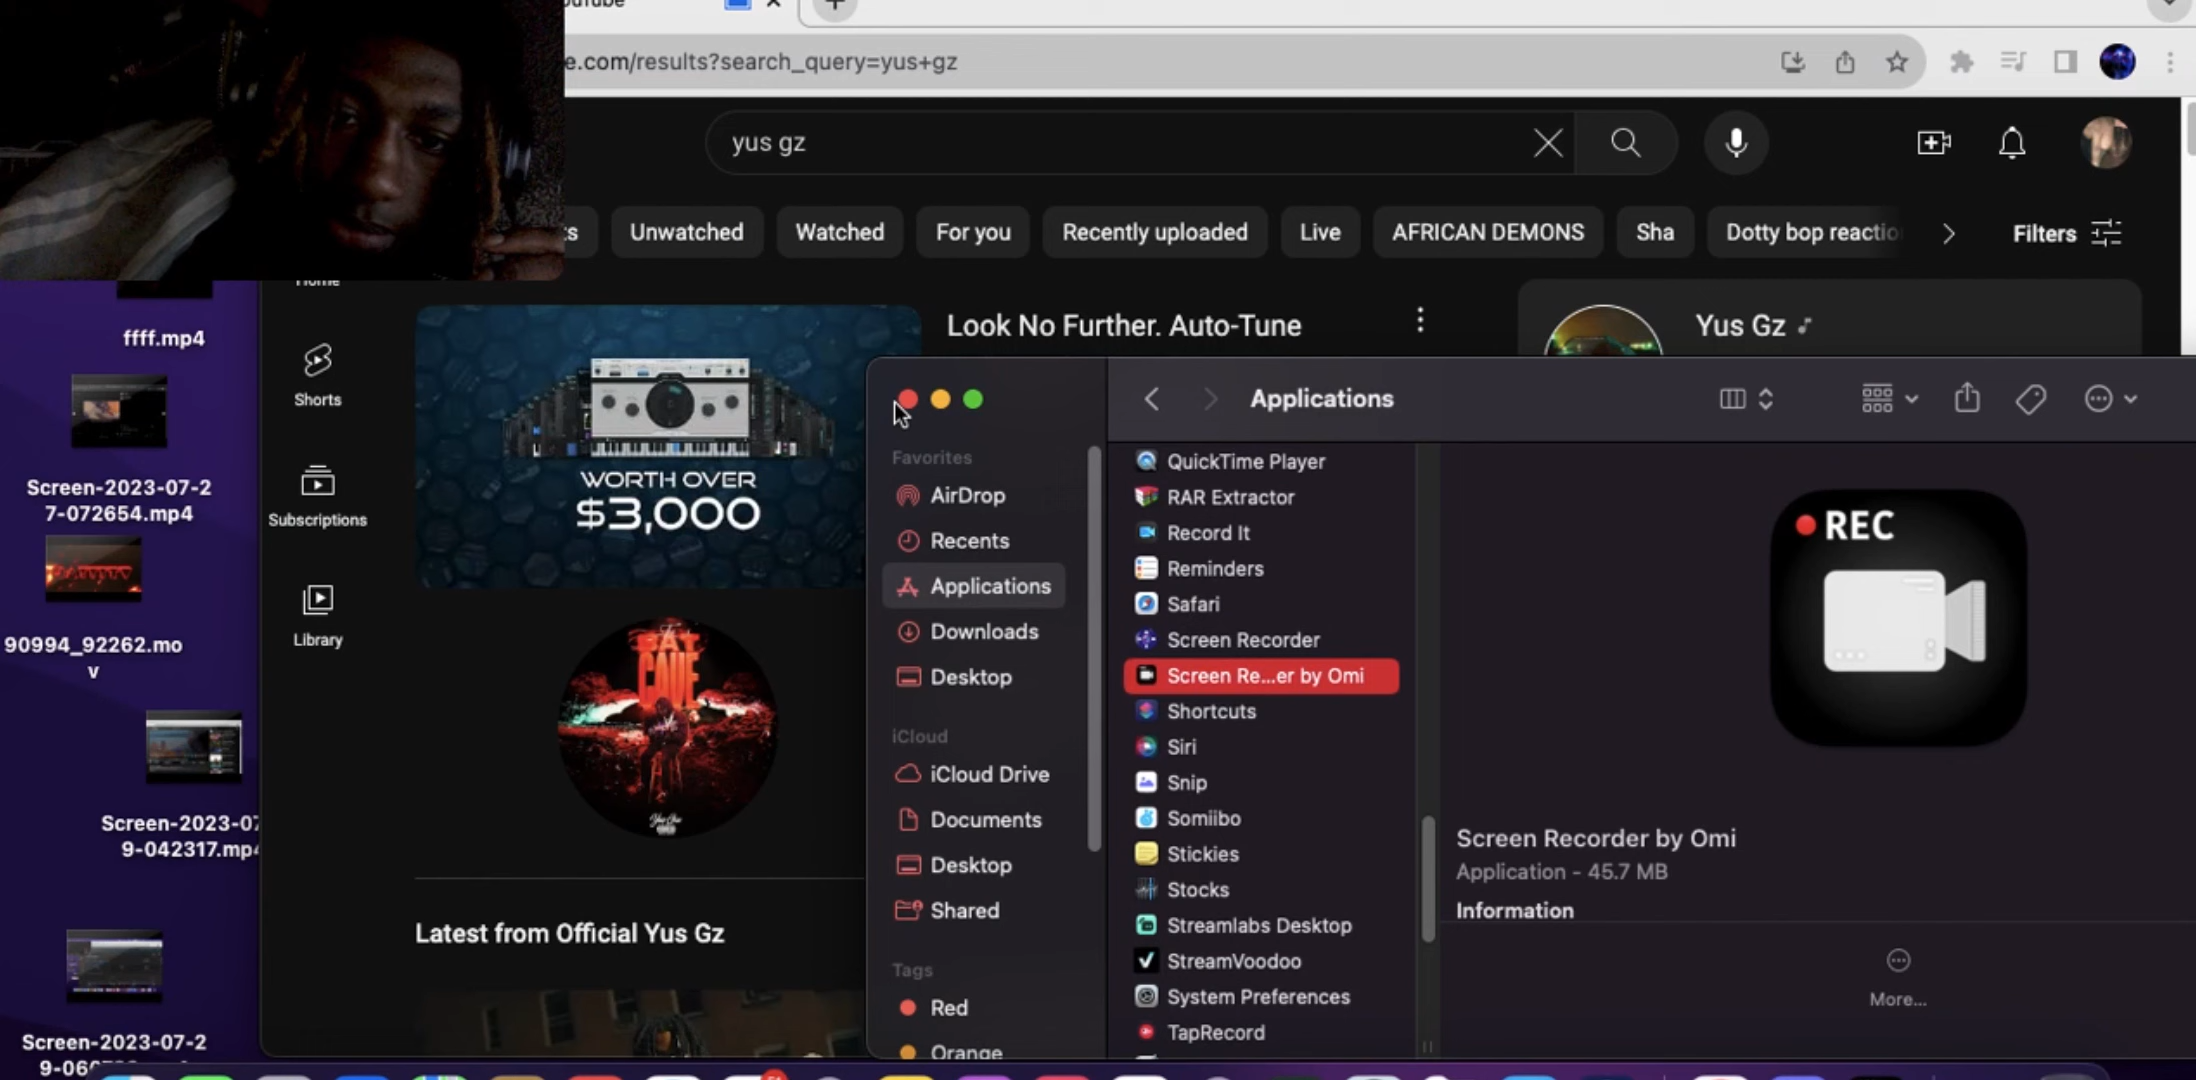 e.com/results?search_query=yus+gz
yus gz
Unwatched
Watched
For you
Recently uploaded
Live
AFRICAN DEMONS
Sha
Dotty bop reactio
Filters
ffff.mp4
Screen-2023-07-2
7-072654.mp4
90994_92262.mo
v
Screen-2023-07
9-042317.mp4
Screen-2023-07-2
Home
Shorts
Subscriptions
Library
WORTH OVER
$3,000
Look No Further. Auto-Tune
Yus Gz
BAT
CAVE
Latest from Official Yus Gz
Applications
Favorites
AirDrop
Recents
Applications
Downloads
Desktop
iCloud
iCloud Drive
Documents
Desktop
Shared
Tags
Red
Orange
QuickTime Player
RAR Extractor
Record It
Reminders
Safari
Screen Recorder
Screen Re...er by Omi
Shortcuts
Siri
Snip
Somiibo
Stickies
Stocks
Streamlabs Desktop
StreamVoodoo
System Preferences
TapRecord
REC
Screen Recorder by Omi
Application - 45.7 MB
Information
More...